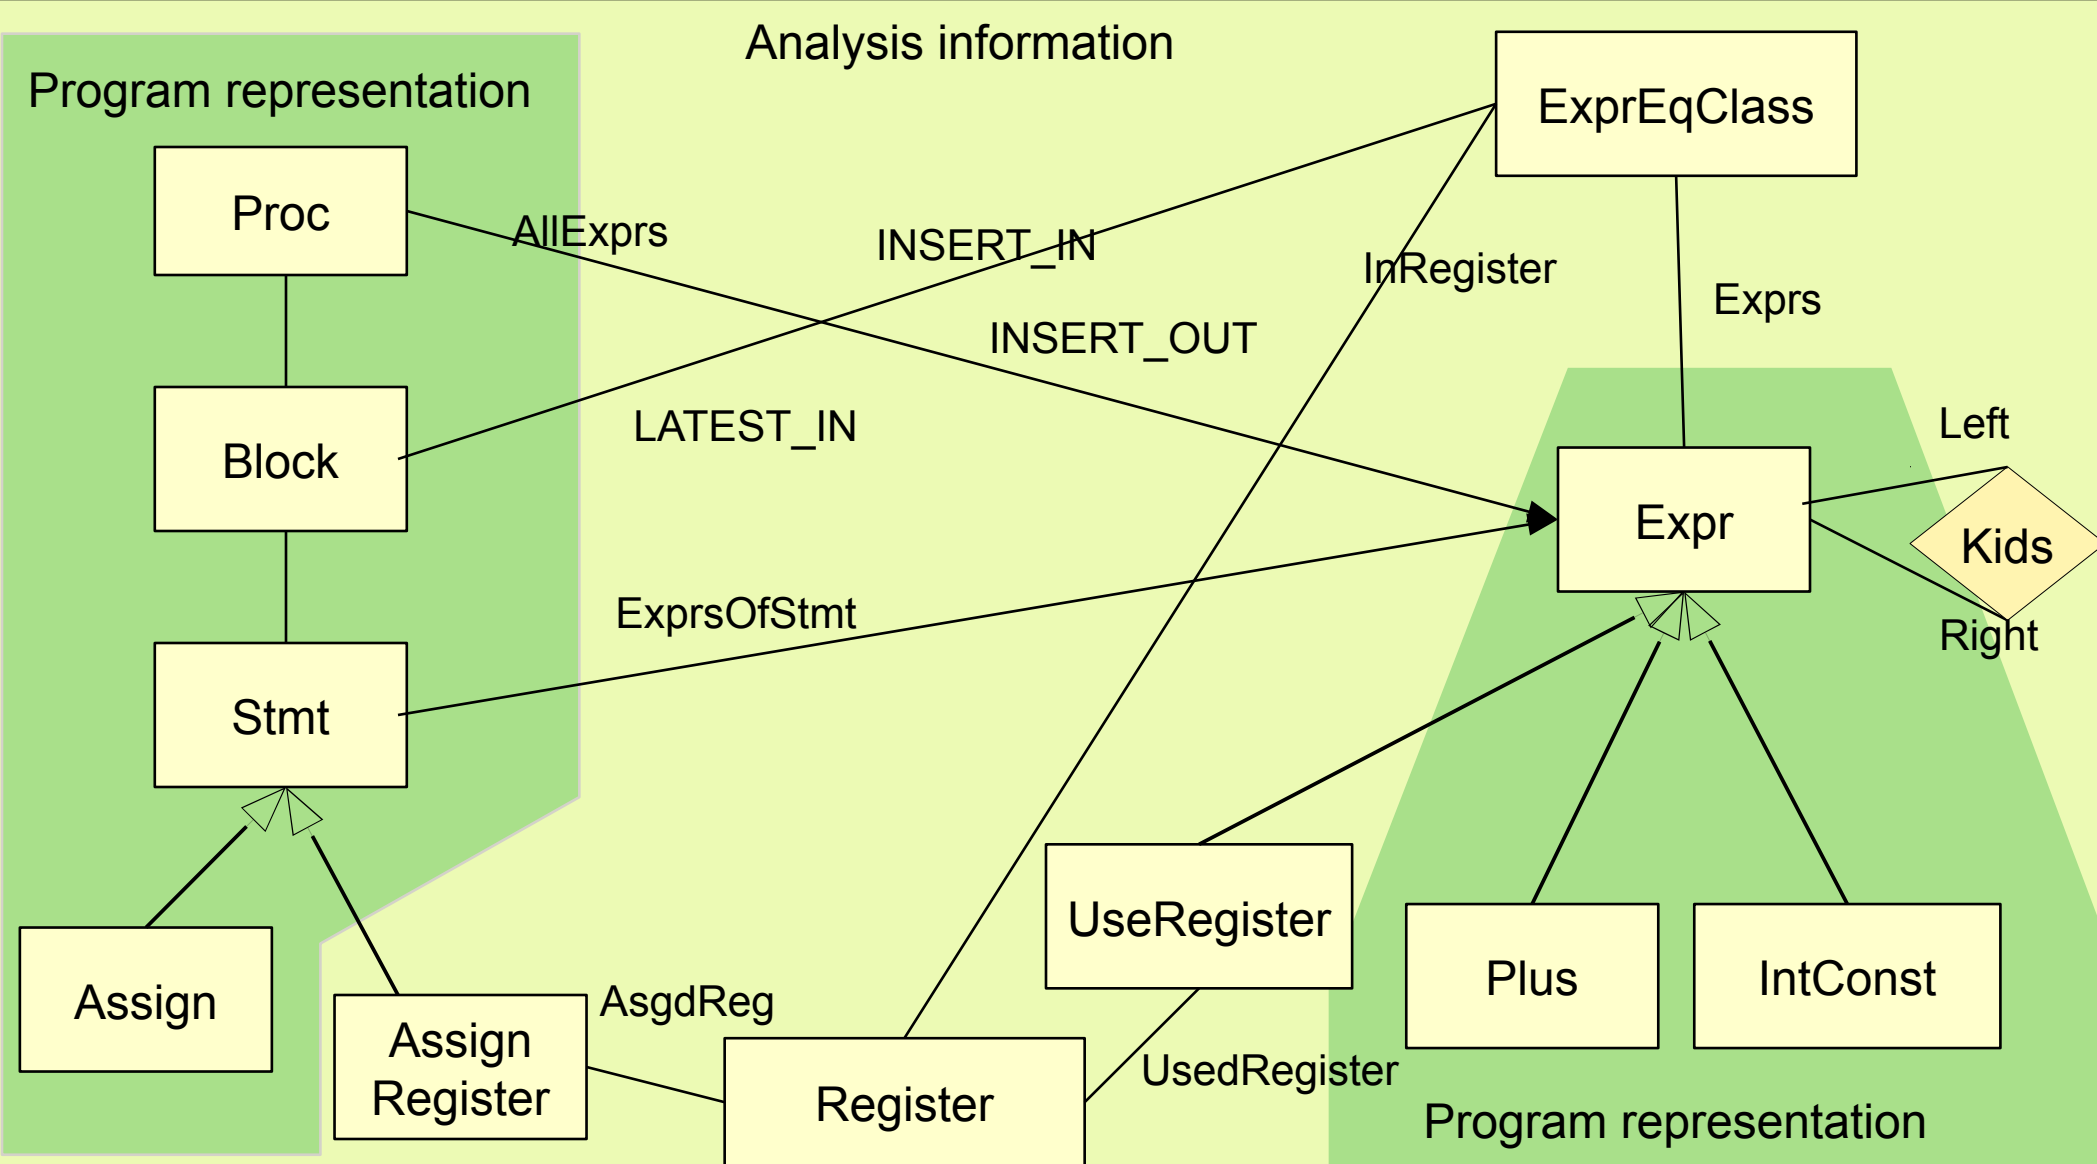 Analysis information
Program representation
ExprEqClass
Proc
AllExprs
INSERT_IN
InRegister
Exprs
INSERT_OUT
LATEST_IN
Left
Block
Expr
Kids
ExprsOfStmt
Right
Stmt
UseRegister
Plus
IntConst
Assign
AsgdReg
Assign
Register
UsedRegister
Register
Program representation